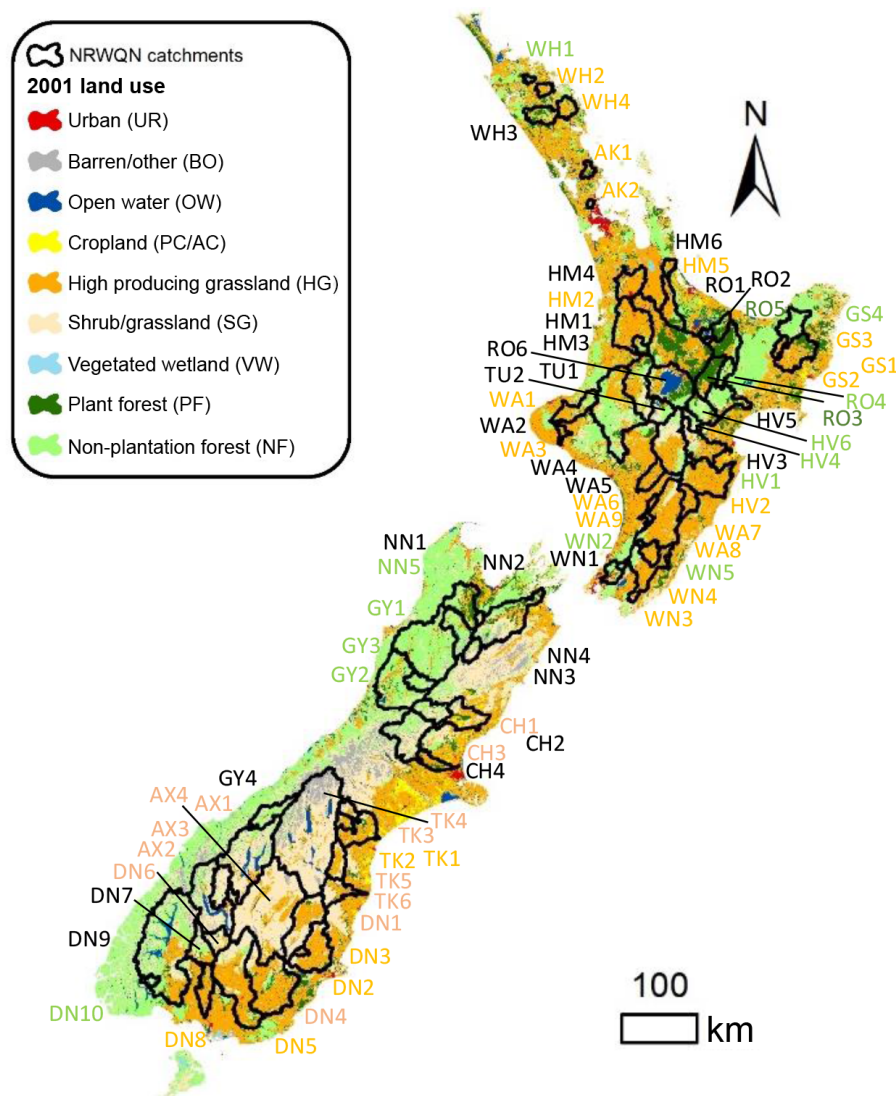 NRWQN catchments
2001 land use
Urban (UR)
Barren/other (BO)
Open water (OW)
Cropland (PC/AC)
High producing grassland (HG)
Shrub/grassland (SG)
Vegetated wetland (VW)
Plant forest (PF)
Non-plantation forest (NF)
N
WH1
WH2
WH4
WH3
AK1
AK2
HM6
HM4
HM5
RO1
RO2
HM2
RO5
GS4
HM1
HM3
GS3
RO6
TU1
GS1
TU2
GS2
WA1
RO4
WA2
HV5
RO3
WA3
HV6
WA4
HV3
HV4
WA5
HV1
WA6
HV2
WA9
WA7
NN1
WN2
WA8
NN5
NN2
WN1
WN5
GY1
WN4
WN3
GY3
NN4
GY2
NN3
CH1
CH2
CH3
CH4
GY4
AX4
AX1
TK4
TK3
AX3
AX2
TK2
TK1
DN6
TK5
DN7
TK6
DN1
DN9
DN3
DN2
DN10
DN4
DN8
DN5
100
km